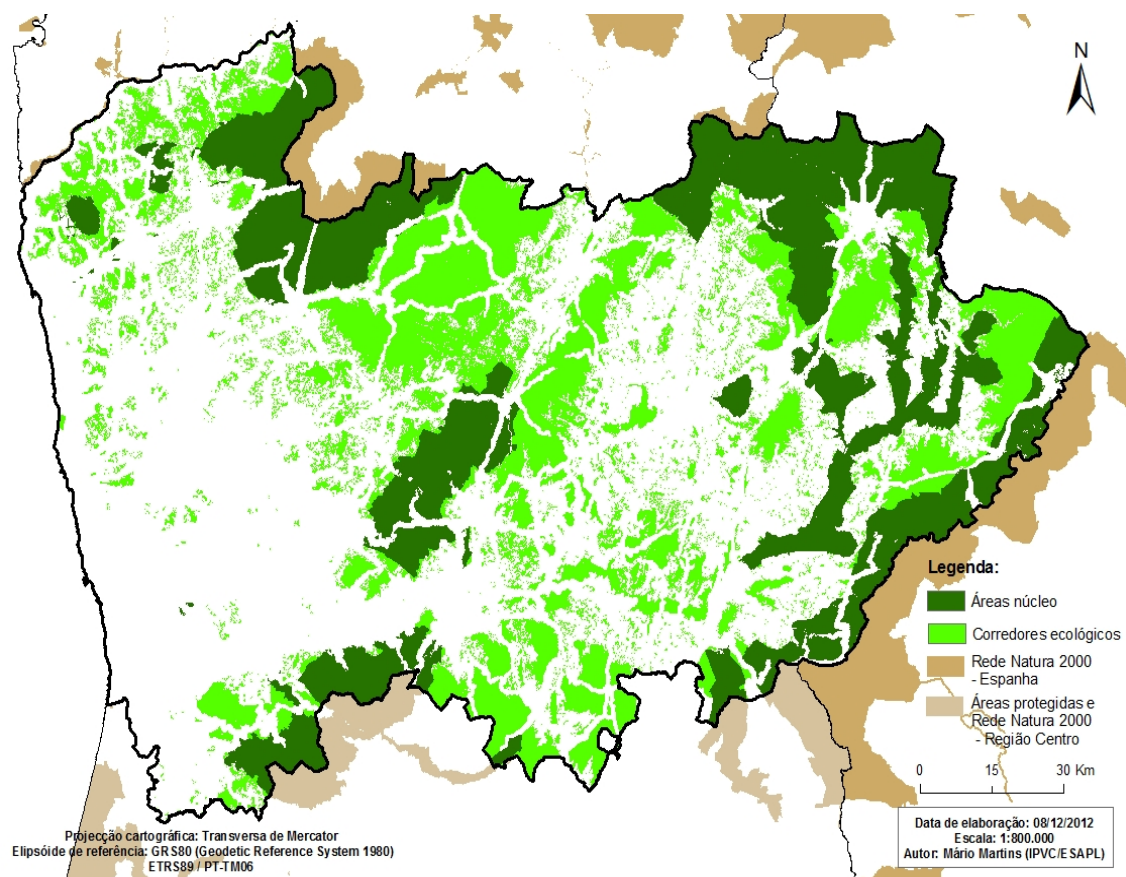 N
Legenda:
Áreas núcleo
Corredores ecológicos
Rede Natura 2000
- Espanha
Áreas protegidas e
Rede Natura 2000
- Região Centro
0 15 30 Km
Projecção cartográfica: Transversa de Mercator
Elipsóide de referência: GRS80 (Geodetic Reference System 1980)
ETRS89 / PT-TM06
Data de elaboração: 08/12/2012
Escala: 1:800.000
Autor: Mário Martins (IPVC/ESAPL)